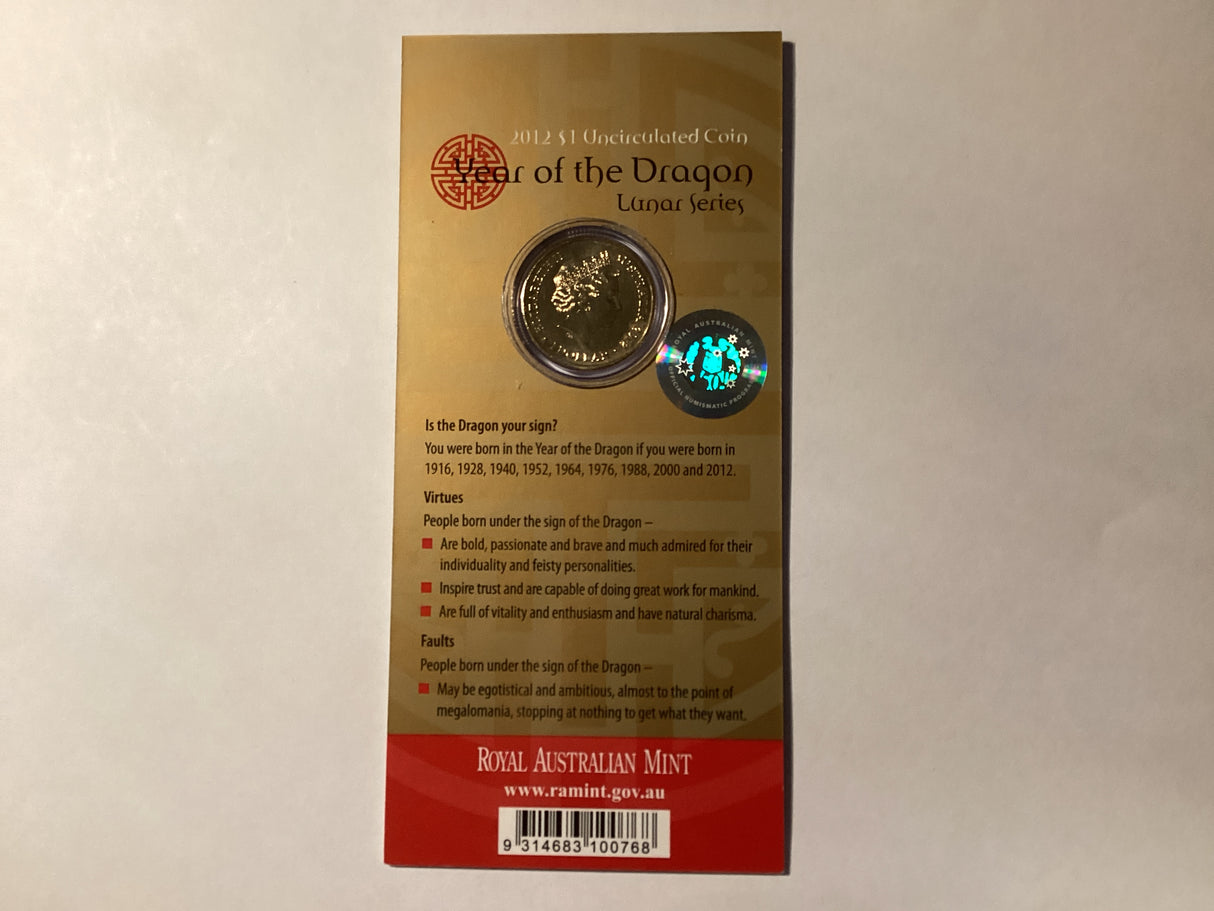 2012 $1 Uncirculated Coin
Year of the Dragon
Lunar Series
ROYAL AUSTRALIAN MINT
OFFICIAL NUMISMATIC PROGRAM
Is the Dragon your sign?
You were born in the Year of the Dragon if you were born in
1916, 1928, 1940, 1952, 1964, 1976, 1988, 2000 and 2012.
Virtues
People born under the sign of the Dragon –
Are bold, passionate and brave and much admired for their
individuality and feisty personalities.
Inspire trust and are capable of doing great work for mankind.
Are full of vitality and enthusiasm and have natural charisma.
Faults
People born under the sign of the Dragon –
May be egotistical and ambitious, almost to the point of
megalomania, stopping at nothing to get what they want.
ROYAL AUSTRALIAN MINT
www.ramint.gov.au
9 314683 100768